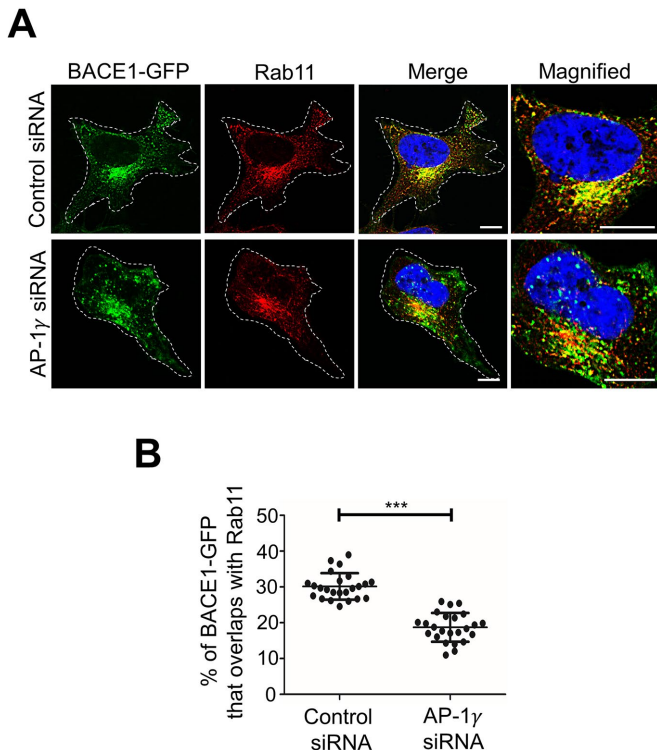 A
BACE1-GFP Rab11 Merge Magnified
Control siRNA
AP-1γ siRNA
B
% of BACE1-GFP
that overlaps with Rab11
***
50
40
30
20
10
0
Control
siRNA
AP-1γ
siRNA